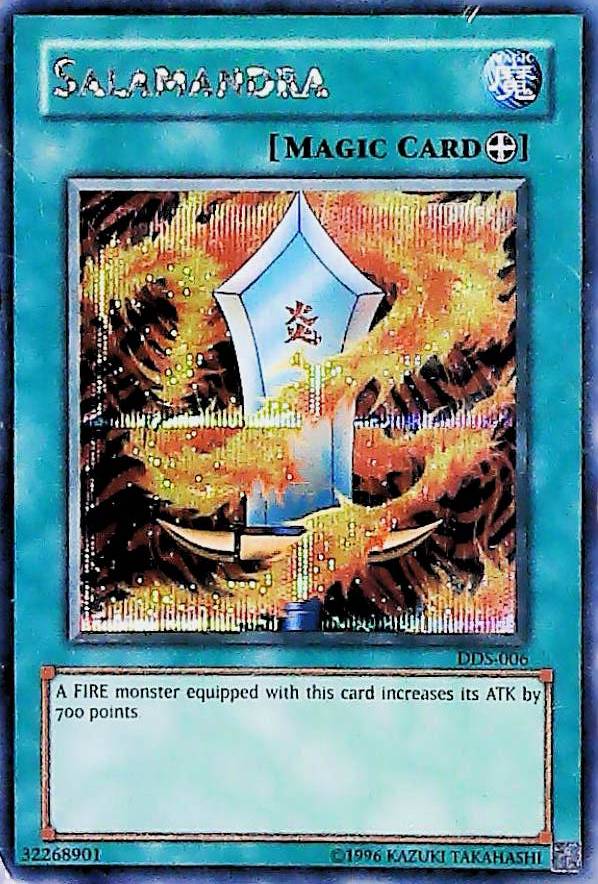 SALAMANDRA
MAGIC
魔
[MAGIC CARD]
炎
DDS-006
A FIRE monster equipped with this card increases its ATK by
700 points
32268901
©1996 KAZUKI TAKAHASHI